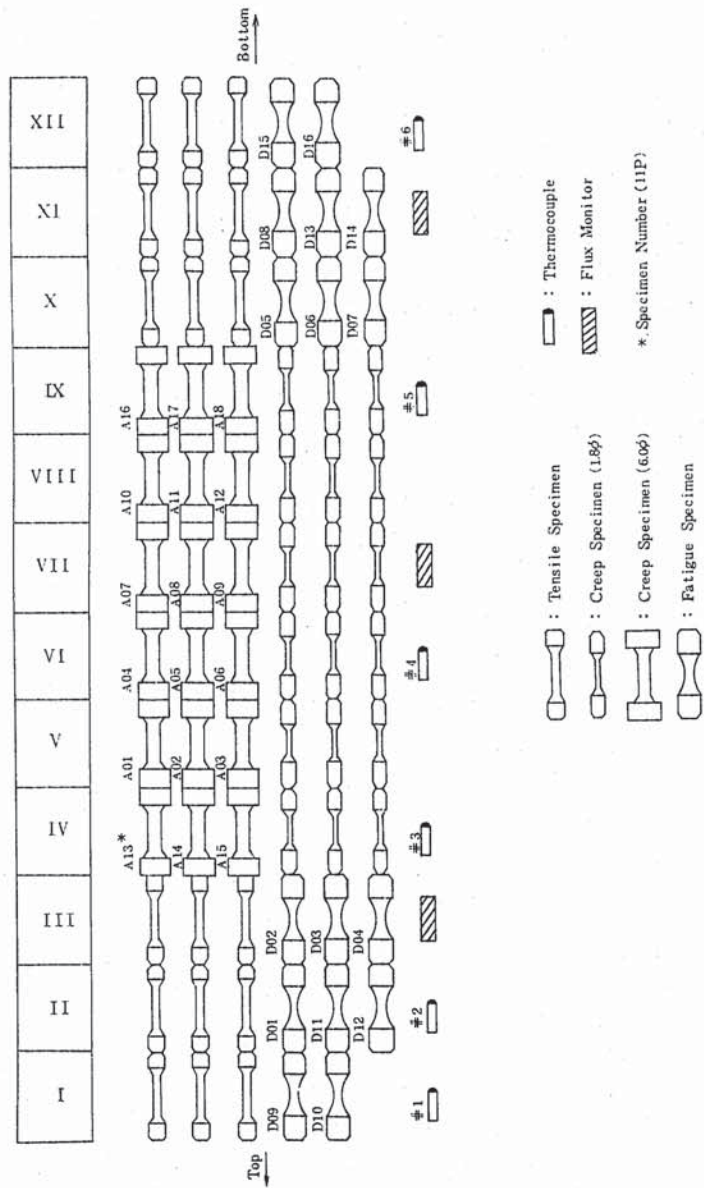 I II III IV V VI VII VIII IX X XI XII
A13* A01 A04 A07 A10 A16
A14 A02 A05 A08 A11 A17
A15 A03 A06 A09 A12 A18
Top
Bottom
D09 D01 D02 D05 D08 D15
D10 D11 D03 D06 D13 D16
D12 D04 D07 D14
#1 #2 #3 #4 #5 #6
: Tensile Specimen
: Creep Specimen (1.8φ)
: Creep Specimen (6.0φ)
: Fatigue Specimen
: Thermocouple
: Flux Monitor
*. Specimen Number (11P)